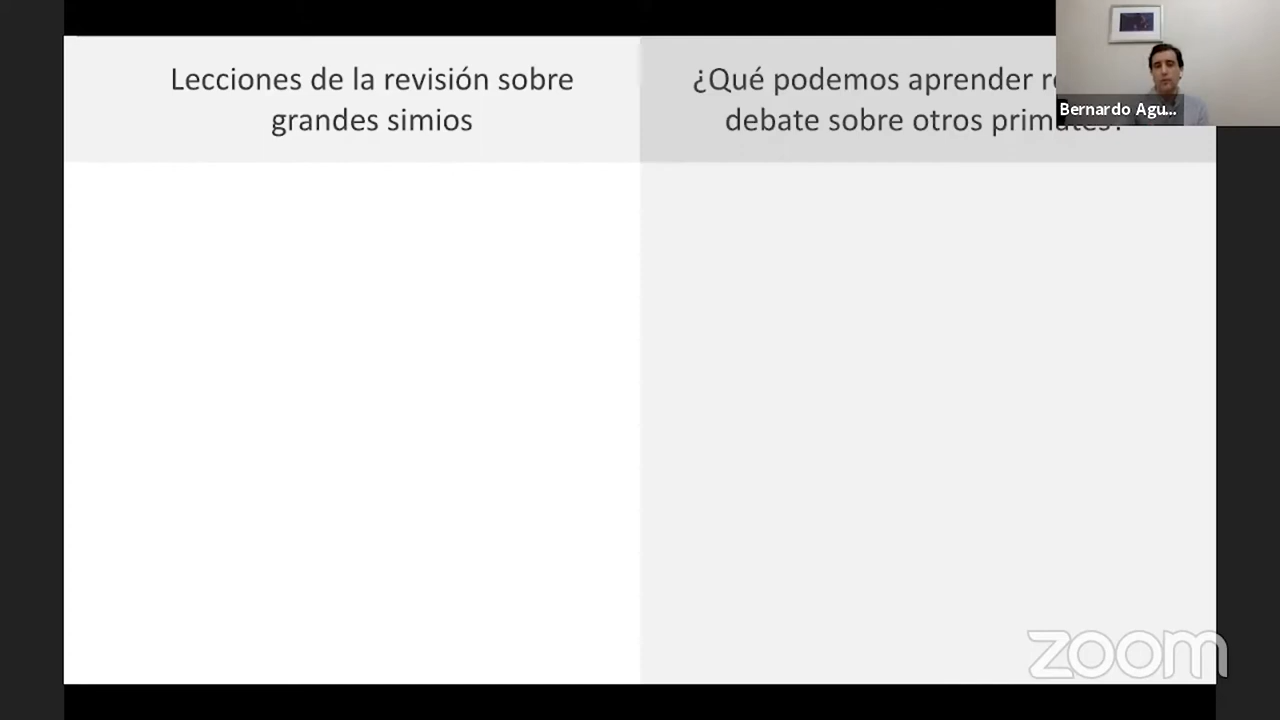 Lecciones de la revisión sobre
grandes simios
¿Qué podemos aprender
debate sobre otros
Bernardo Agu...
zoom